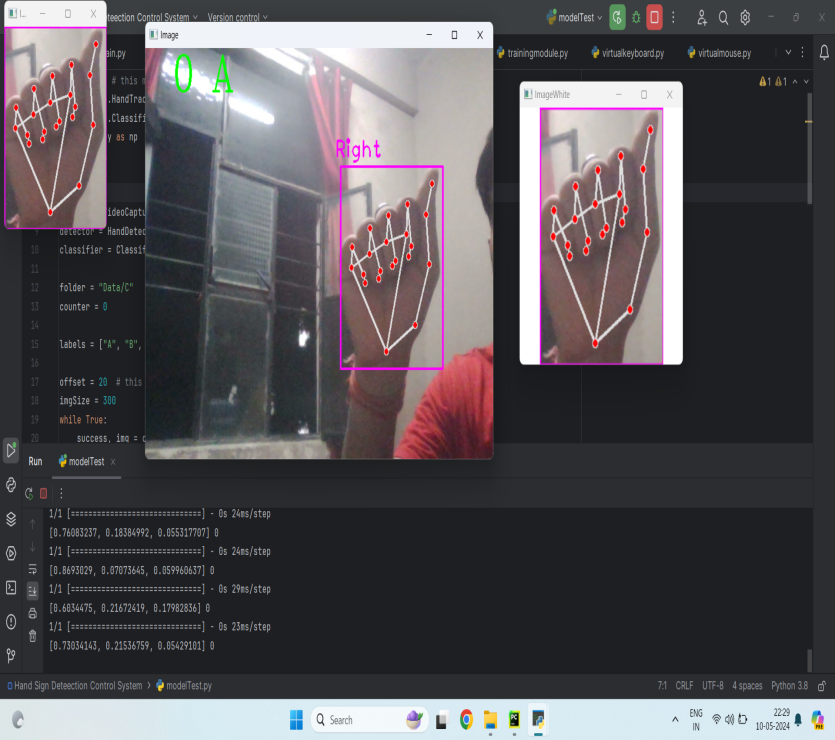 I...
teection Control System
Version control
modelTest
Image
ain.py
trainingmodule.py
virtualkeyboard.py
virtualmouse.py
1
1
0 A
Right
ImageWhite
# this m
.HandTrac
.Classifi
y as np
ideoCaptu
detector = HandDetec
10 classifier = Classif
11
12 folder = "Data/C"
13 counter = 0
14
15 labels = ["A", "B",
16
17 offset = 20 # this
18 imgSize = 300
19 while True:
20 success, img = c
Run
modelTest
1/1 [==============================] - 0s 24ms/step
[0.76083237, 0.18384992, 0.055317707] 0
1/1 [==============================] - 0s 24ms/step
[0.8693029, 0.07073645, 0.059960637] 0
1/1 [==============================] - 0s 29ms/step
[0.6034475, 0.21672419, 0.17982836] 0
1/1 [==============================] - 0s 23ms/step
[0.73034143, 0.21536759, 0.05429101] 0
Hand Sign Deteection Control System > modelTest.py
7:1 CRLF UTF-8 4 spaces Python 3.8
Search
ENG
IN
22:29
10-05-2024